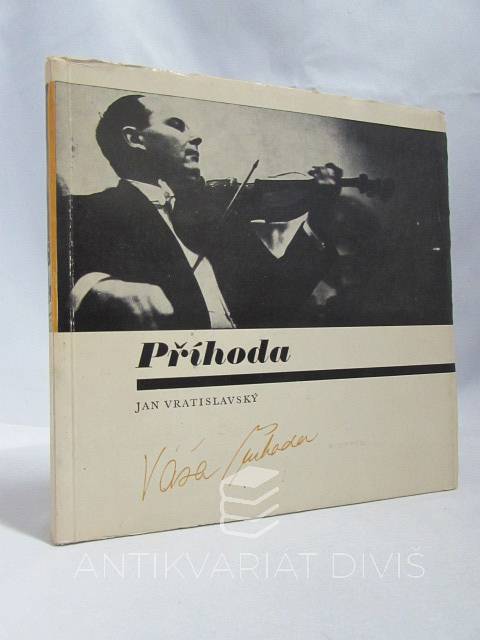 Příhoda
JAN VRATISLAVSKÝ
Váša Příhoda
ANTIKVARIÁT DIVIŠ